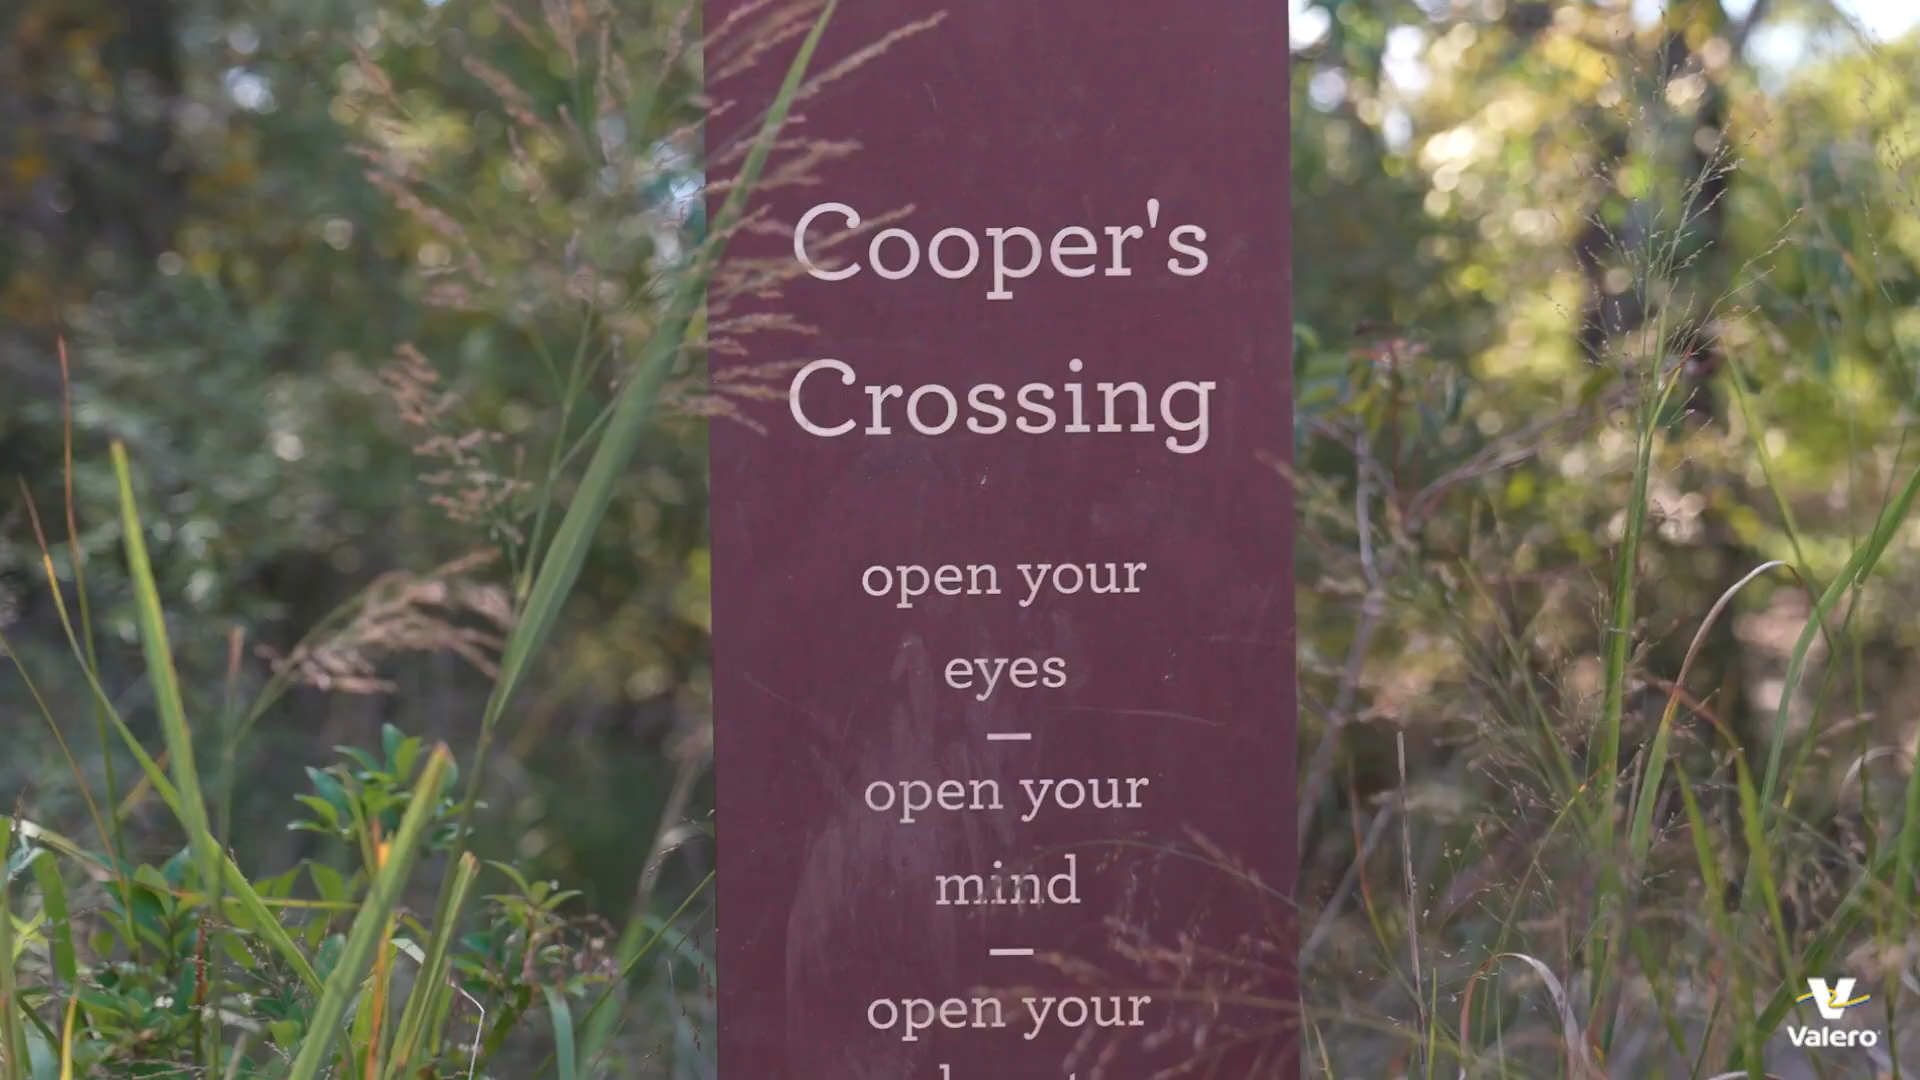 Cooper's
Crossing
open your
eyes
—
open your
mind
—
open your
Valero